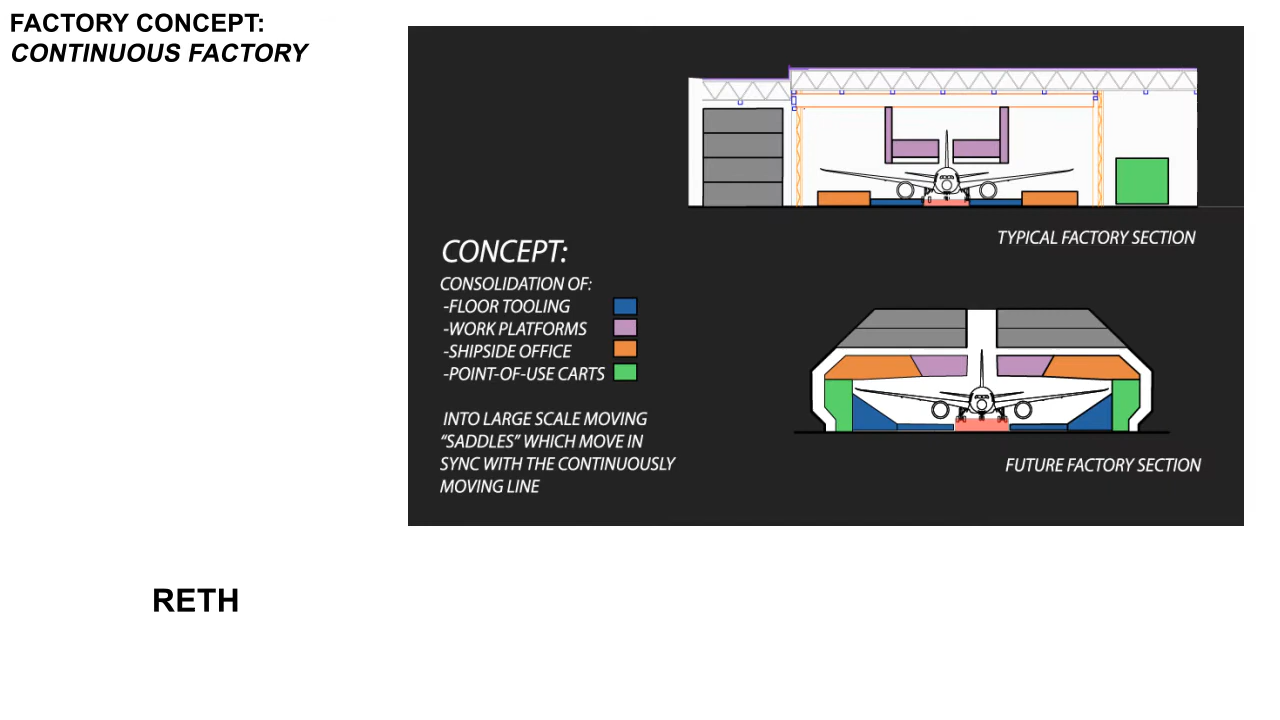 FACTORY CONCEPT:
CONTINUOUS FACTORY
TYPICAL FACTORY SECTION
CONCEPT:
CONSOLIDATION OF:
-FLOOR TOOLING
-WORK PLATFORMS
-SHIPSIDE OFFICE
-POINT-OF-USE CARTS
INTO LARGE SCALE MOVING
“SADDLES” WHICH MOVE IN
SYNC WITH THE CONTINUOUSLY
MOVING LINE
FUTURE FACTORY SECTION
RETH